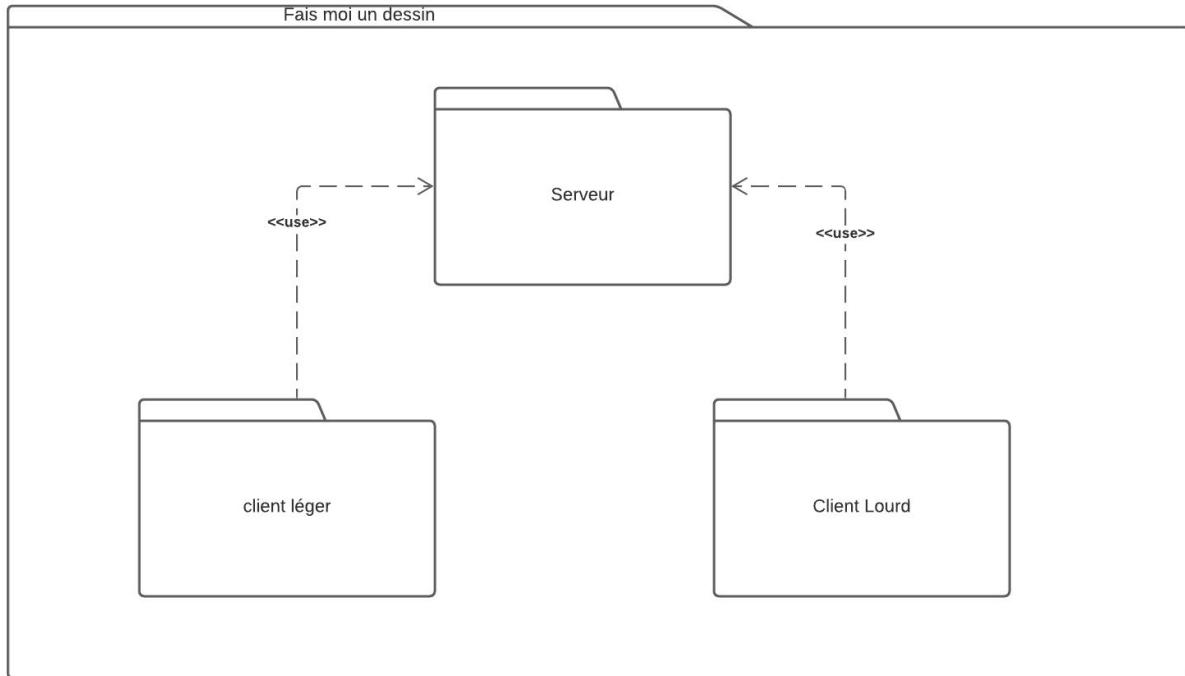 Fais moi un dessin
Serveur
<<use>>
<<use>>
client léger
Client Lourd